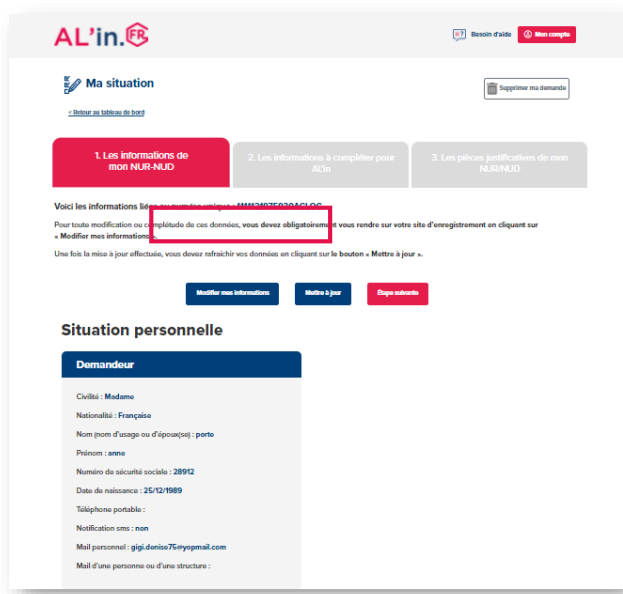 AL'in.FR
Besoin d'aide
Mon compte
Ma situation
Supprimer ma demande
< Retour au tableau de bord
1. Les informations de
mon NUR-NUD
2. Les informations à compléter pour
AL'in
3. Les pièces justificatives de mon
NUR/NUD
Voici les informations liées au numéro unique :
Pour toute modification ou complétude de ces données, vous devez obligatoirement vous rendre sur votre site d'enregistrement en cliquant sur
« Modifier mes informations ».
Une fois la mise à jour effectuée, vous devez rafraichir vos données en cliquant sur le bouton « Mettre à jour ».
Modifier mes informations
Mettre à jour
Étape suivante
Situation personnelle
Demandeur
Civilité : Madame
Nationalité : Française
Nom (nom d'usage ou d'époux(se) : porte
Prénom : anne
Numéro de sécurité sociale : 28912
Date de naissance : 25/12/1989
Téléphone portable :
Notification sms : non
Mail personnel : gigi.denise75@yopmail.com
Mail d'une personne ou d'une structure :